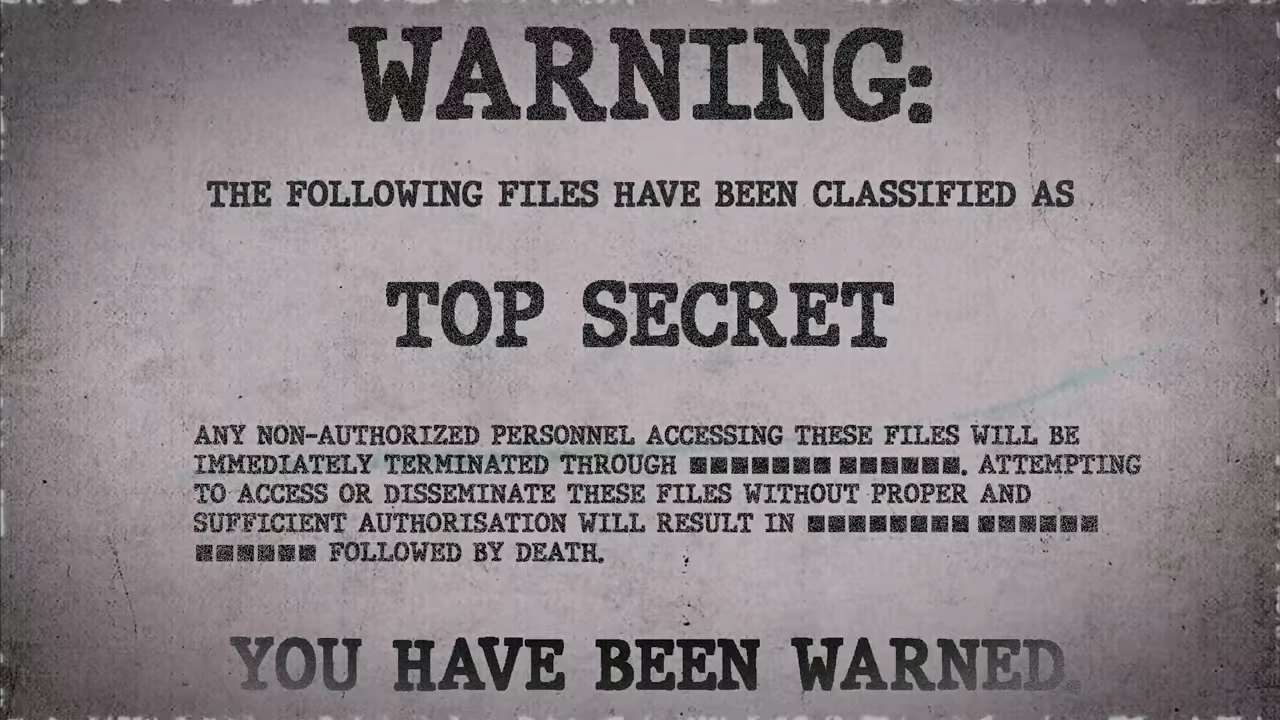 WARNING:
THE FOLLOWING FILES HAVE BEEN CLASSIFIED AS
TOP SECRET
ANY NON-AUTHORIZED PERSONNEL ACCESSING THESE FILES WILL BE
IMMEDIATELY TERMINATED THROUGH ■■■■■■■ ■■■■■■. ATTEMPTING
TO ACCESS OR DISSEMINATE THESE FILES WITHOUT PROPER AND
SUFFICIENT AUTHORISATION WILL RESULT IN ■■■■■■■■ ■■■■■■
■■■■■■ FOLLOWED BY DEATH.
YOU HAVE BEEN WARNED.